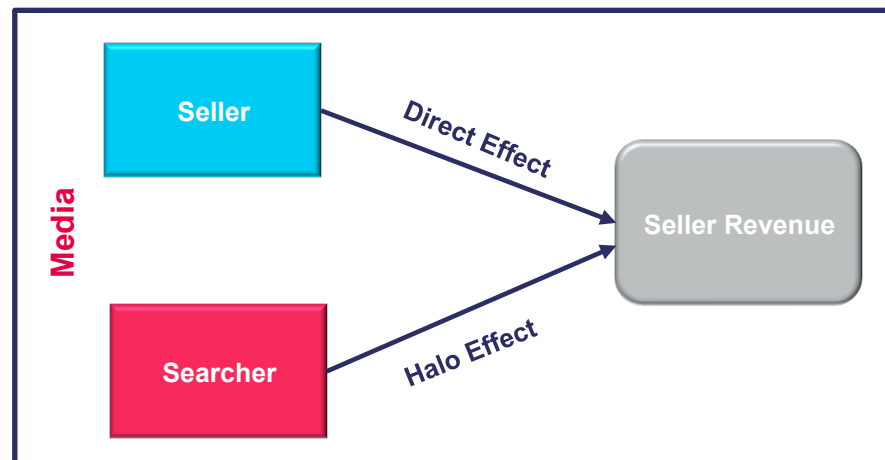 Media
Seller
Direct Effect
Seller Revenue
Searcher
Halo Effect